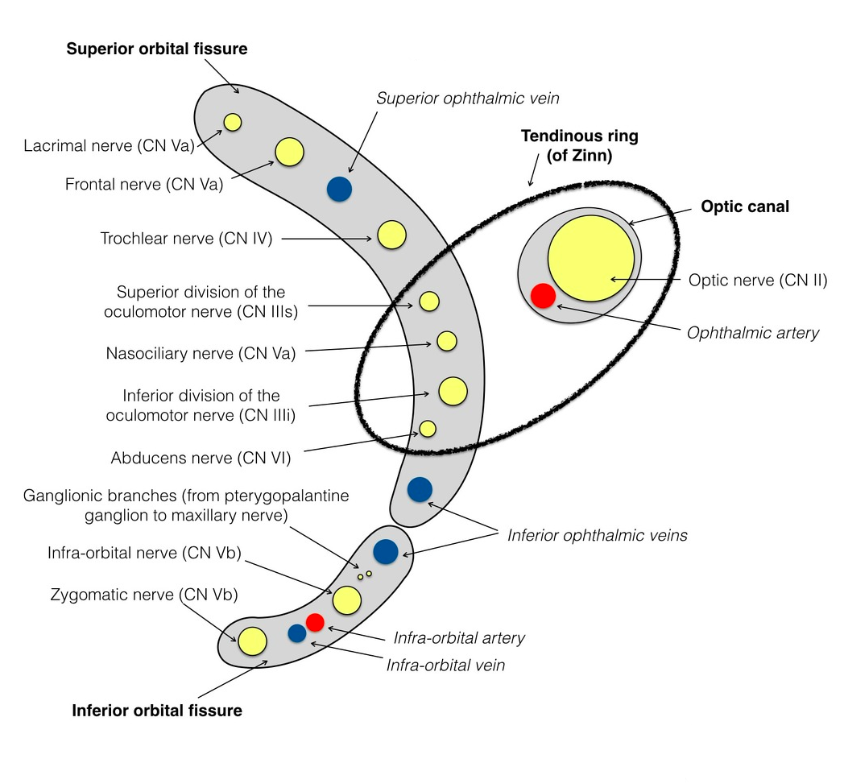 Superior orbital fissure
Superior ophthalmic vein
Tendinous ring
(of Zinn)
Lacrimal nerve (CN Va)
Frontal nerve (CN Va)
Optic canal
Trochlear nerve (CN IV)
Optic nerve (CN II)
Superior division of the
oculomotor nerve (CN IIIs)
Ophthalmic artery
Nasociliary nerve (CN Va)
Inferior division of the
oculomotor nerve (CN IIIi)
Abducens nerve (CN VI)
Ganglionic branches (from pterygopalantine
ganglion to maxillary nerve)
Inferior ophthalmic veins
Infra-orbital nerve (CN Vb)
Zygomatic nerve (CN Vb)
Infra-orbital artery
Infra-orbital vein
Inferior orbital fissure